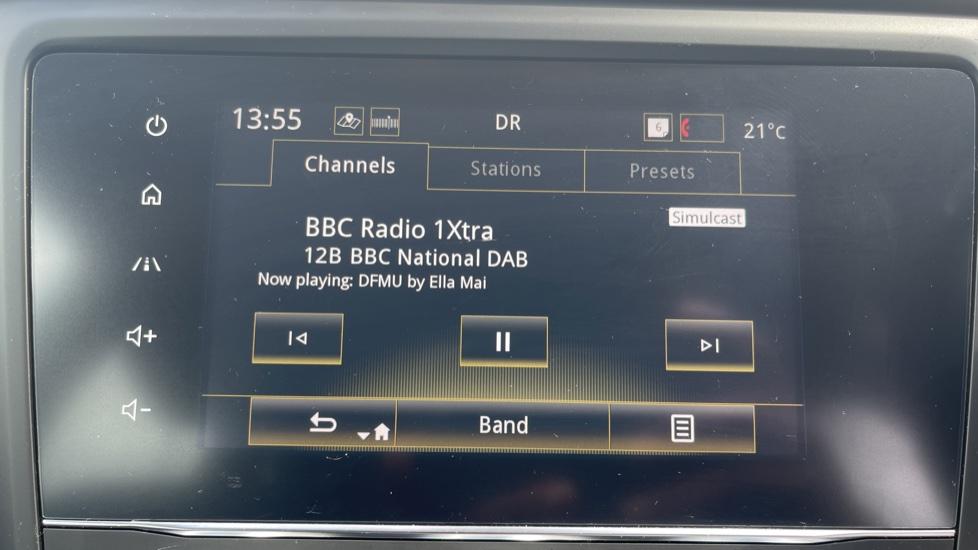 13:55 DR 6 21°C
Channels Stations Presets
Simulcast
BBC Radio 1Xtra
12B BBC National DAB
Now playing: DFMU by Ella Mai
Band